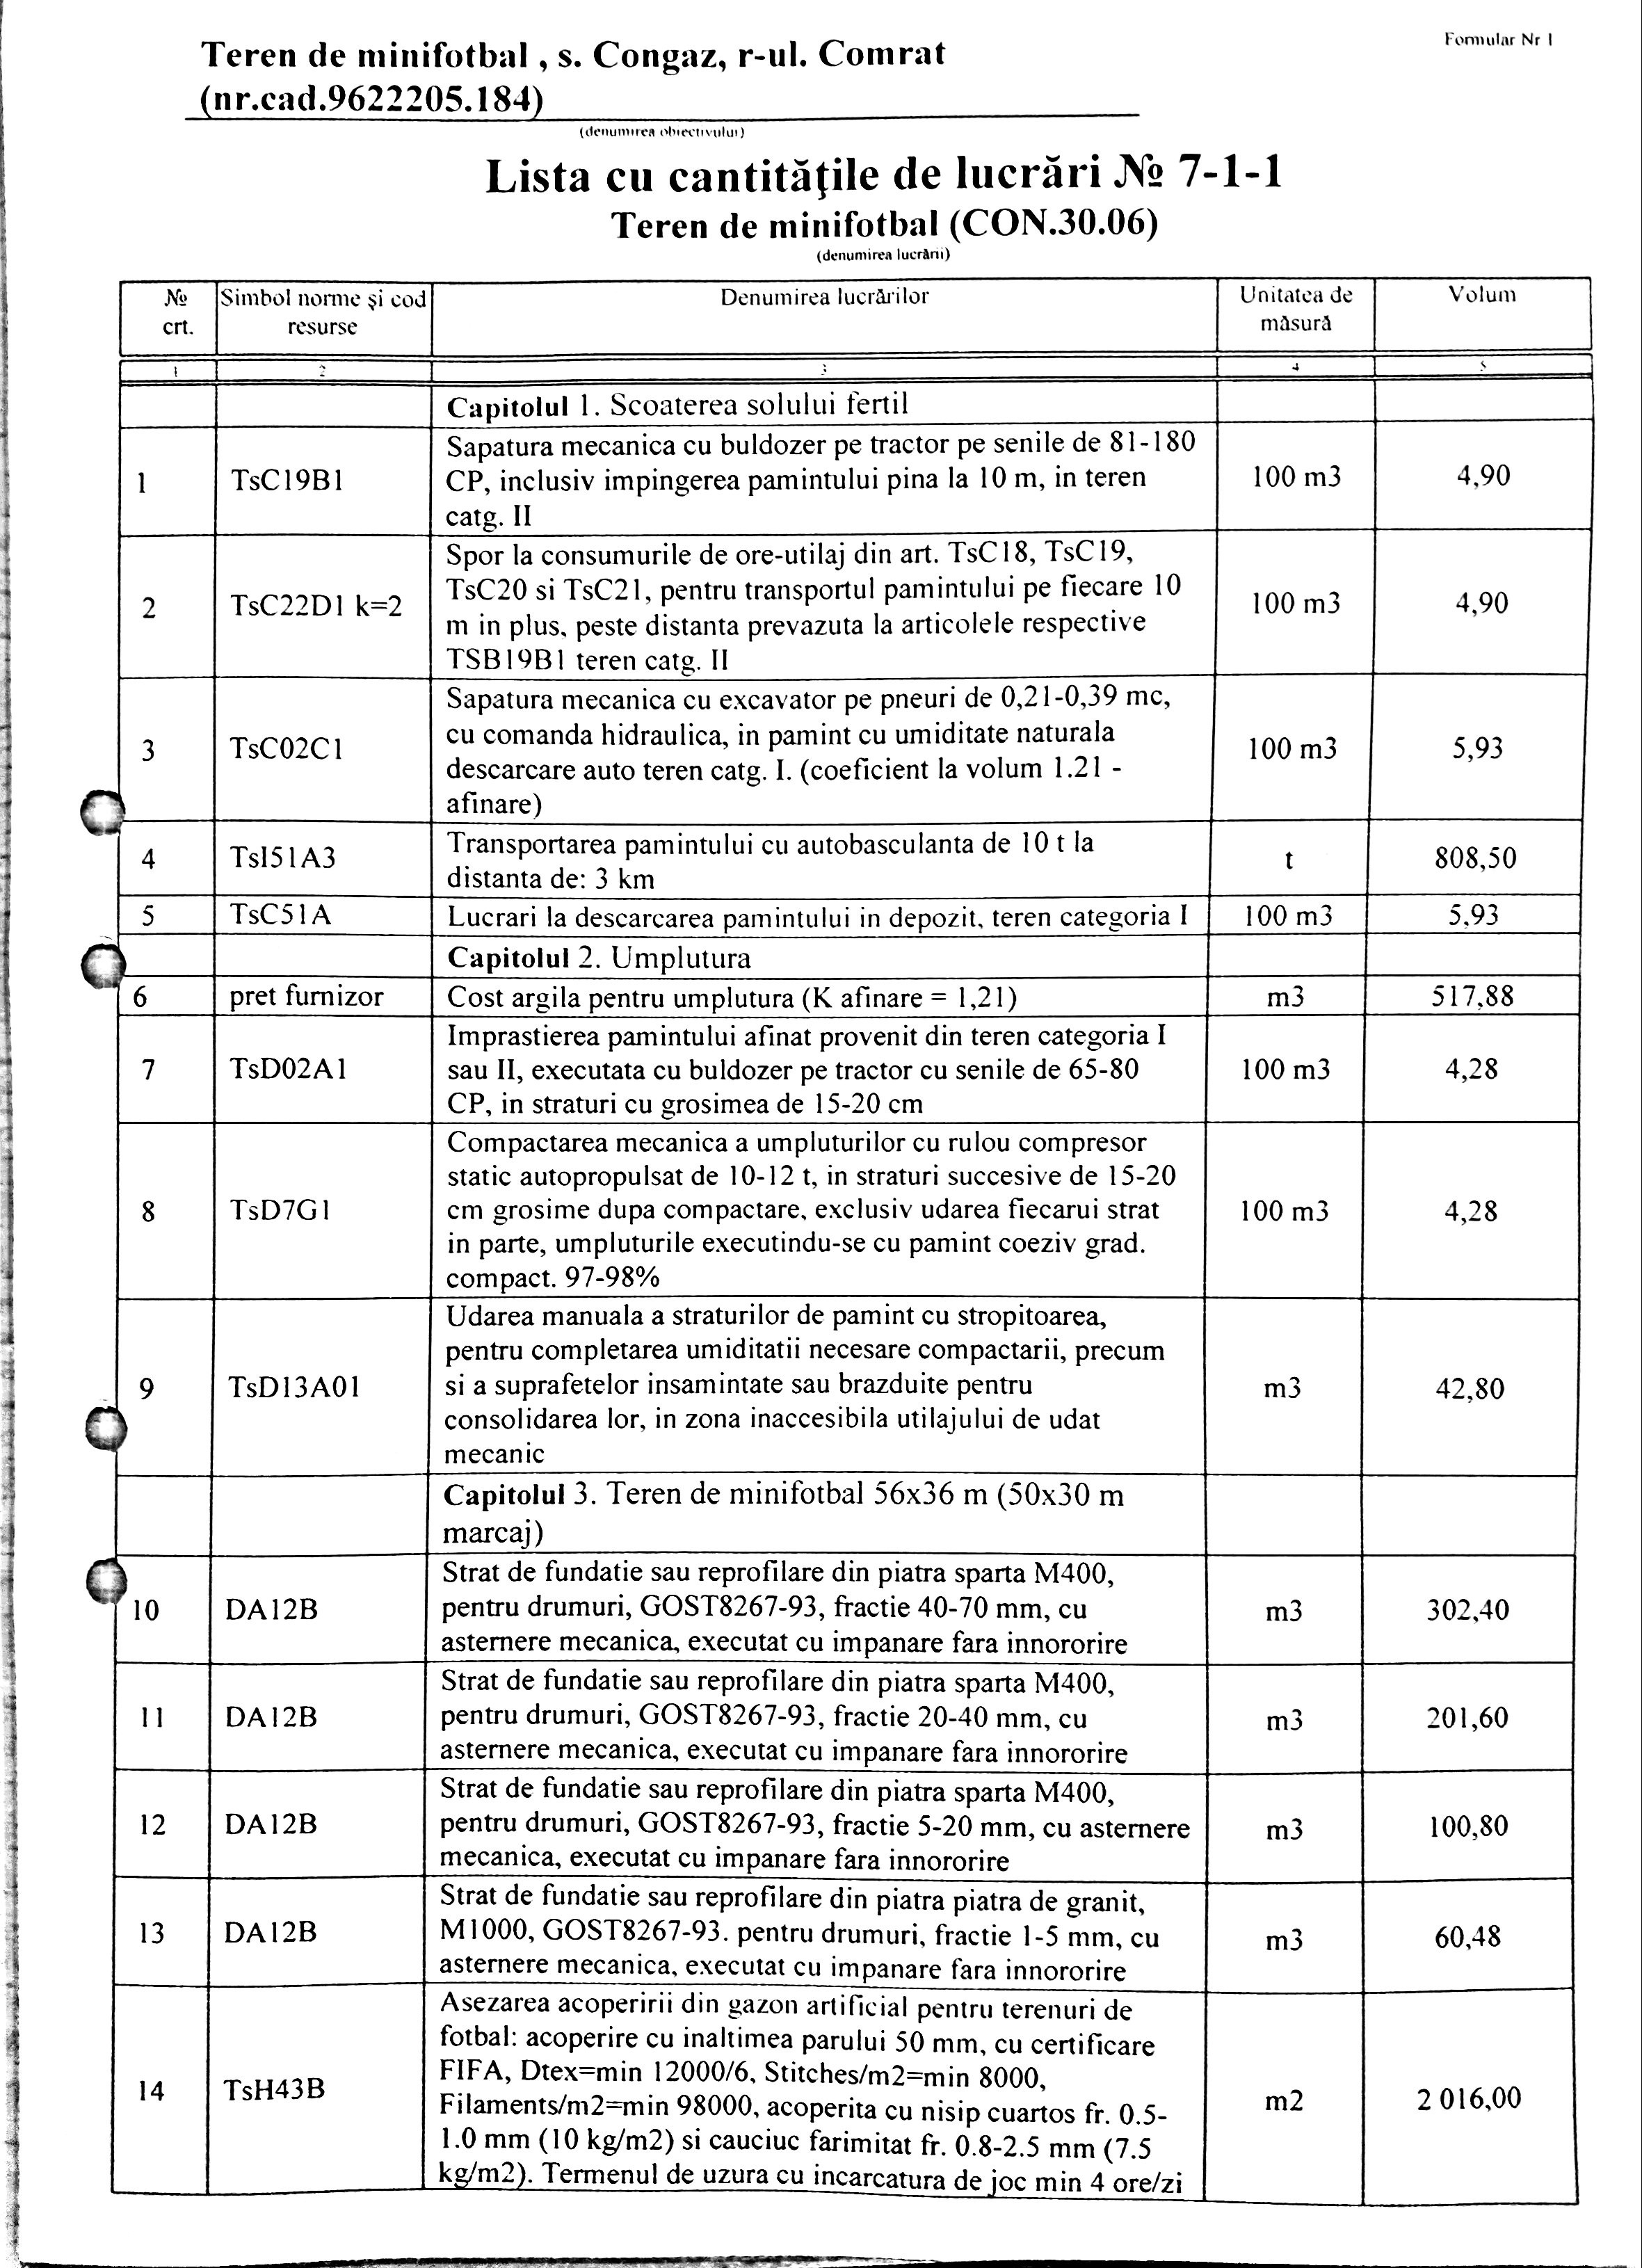 Formular Nr 1
Teren de minifotbal , s. Congaz, r-ul. Comrat
(nr.cad.9622205.184)
(denumirea obiectivului)
Lista cu cantităţile de lucrări № 7-1-1
Teren de minifotbal (CON.30.06)
(denumirea lucrării)
№ crt.
Simbol norme şi cod resurse
Denumirea lucrărilor
Unitatea de măsură
Volum
1 2 3 4 5
Capitolul 1. Scoaterea solului fertil
Sapatura mecanica cu buldozer pe tractor pe senile de 81-180
1 TsC19B1 CP, inclusiv impingerea pamintului pina la 10 m, in teren 100 m3 4,90
catg. II
Spor la consumurile de ore-utilaj din art. TsC18, TsC19,
TsC20 si TsC21, pentru transportul pamintului pe fiecare 10
2 TsC22D1 k=2 m in plus, peste distanta prevazuta la articolele respective 100 m3 4,90
TSB19B1 teren catg. II
Sapatura mecanica cu excavator pe pneuri de 0,21-0,39 mc,
3 TsC02C1 cu comanda hidraulica, in pamint cu umiditate naturala 100 m3 5,93
descarcare auto teren catg. I. (coeficient la volum 1.21 -
afinare)
4 TsI51A3 Transportarea pamintului cu autobasculanta de 10 t la t 808,50
distanta de: 3 km
5 TsC51A Lucrari la descarcarea pamintului in depozit, teren categoria I 100 m3 5,93
Capitolul 2. Umplutura
6 pret furnizor Cost argila pentru umplutura (K afinare = 1,21) m3 517,88
Imprastierea pamintului afinat provenit din teren categoria I
7 TsD02A1 sau II, executata cu buldozer pe tractor cu senile de 65-80 100 m3 4,28
CP, in straturi cu grosimea de 15-20 cm
Compactarea mecanica a umpluturilor cu rulou compresor
static autopropulsat de 10-12 t, in straturi succesive de 15-20
8 TsD7G1 cm grosime dupa compactare, exclusiv udarea fiecarui strat 100 m3 4,28
in parte, umpluturile executindu-se cu pamint coeziv grad.
compact. 97-98%
Udarea manuala a straturilor de pamint cu stropitoarea,
pentru completarea umiditatii necesare compactarii, precum
9 TsD13A01 si a suprafetelor insamintate sau brazduite pentru m3 42,80
consolidarea lor, in zona inaccesibila utilajului de udat
mecanic
Capitolul 3. Teren de minifotbal 56x36 m (50x30 m
marcaj)
Strat de fundatie sau reprofilare din piatra sparta M400,
10 DA12B pentru drumuri, GOST8267-93, fractie 40-70 mm, cu m3 302,40
asternere mecanica, executat cu impanare fara innororire
Strat de fundatie sau reprofilare din piatra sparta M400,
11 DA12B pentru drumuri, GOST8267-93, fractie 20-40 mm, cu m3 201,60
asternere mecanica, executat cu impanare fara innororire
Strat de fundatie sau reprofilare din piatra sparta M400,
12 DA12B pentru drumuri, GOST8267-93, fractie 5-20 mm, cu asternere m3 100,80
mecanica, executat cu impanare fara innororire
Strat de fundatie sau reprofilare din piatra piatra de granit,
13 DA12B M1000, GOST8267-93. pentru drumuri, fractie 1-5 mm, cu m3 60,48
asternere mecanica, executat cu impanare fara innororire
Asezarea acoperirii din gazon artificial pentru terenuri de
fotbal: acoperire cu inaltimea parului 50 mm, cu certificare
FIFA, Dtex=min 12000/6, Stitches/m2=min 8000,
14 TsH43B Filaments/m2=min 98000, acoperita cu nisip cuartos fr. 0.5- m2 2 016,00
1.0 mm (10 kg/m2) si cauciuc farimitat fr. 0.8-2.5 mm (7.5
kg/m2). Termenul de uzura cu incarcatura de joc min 4 ore/zi